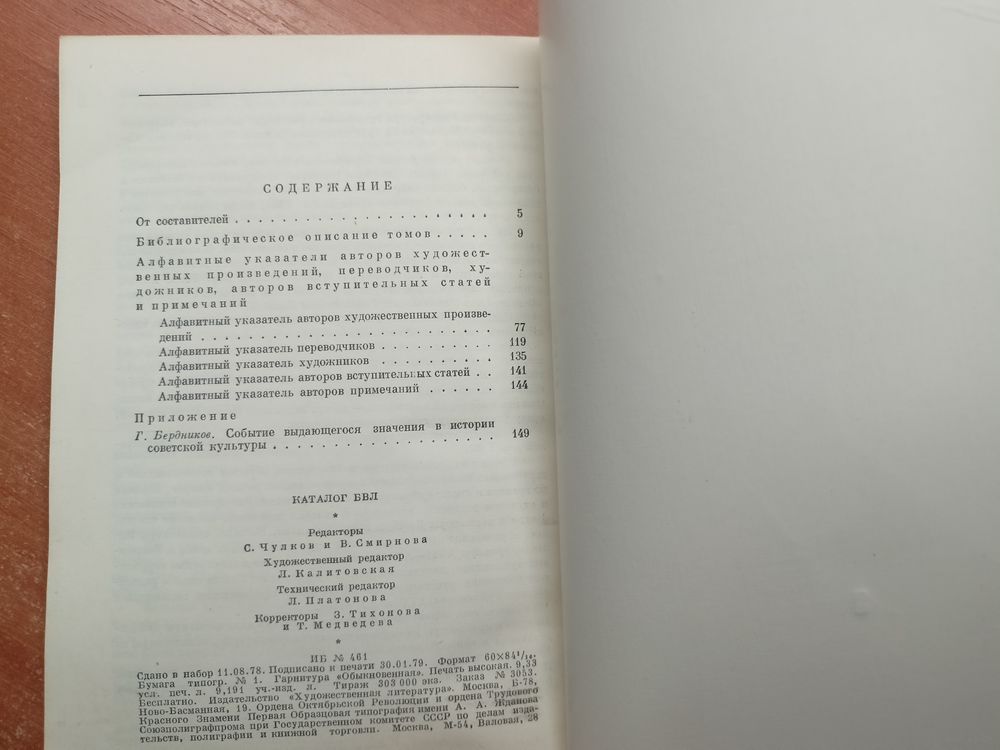 СОДЕРЖАНИЕ
От составителей . . . . . . . . . . . . . . . . . . . . . 5
Библиографическое описание томов . . . . . 9
Алфавитные указатели авторов художест-
венных произведений, переводчиков, ху-
дожников, авторов вступительных статей
и примечаний
Алфавитный указатель авторов художественных произве-
дений . . . . . . . . . . . . . . . . . . . . . . . . 77
Алфавитный указатель переводчиков . . . . . . . . . . 119
Алфавитный указатель художников . . . . . . . . . . 135
Алфавитный указатель авторов вступительных статей . . 141
Алфавитный указатель авторов примечаний . . . . . . 144
Приложение
Г. Бердников. Событие выдающегося значения в истории
советской культуры . . . . . . . . . . . . . . . . . . 149
КАТАЛОГ БВЛ
*
Редакторы
С. Чулков и В. Смирнова
Художественный редактор
Л. Калитовская
Технический редактор
Л. Платонова
Корректоры З. Тихонова
и Т. Медведева
*
ИБ № 461
Сдано в набор 11.08.78. Подписано к печати 30.01.79. Формат 60×84 1/16.
Бумага типогр. № 1. Гарнитура «Обыкновенная». Печать высокая. 9,33
усл. печ. л. 9,191 уч.-изд. л. Тираж 303 000 экз. Заказ № 3053.
Бесплатно. Издательство «Художественная литература». Москва, Б-78,
Ново-Басманная, 19. Ордена Октябрьской Революции и ордена Трудового
Красного Знамени Первая Образцовая типография имени А. А. Жданова
Союзполиграфпрома при Государственном комитете СССР по делам изда-
тельств, полиграфии и книжной торговли. Москва, М-54, Валовая, 28